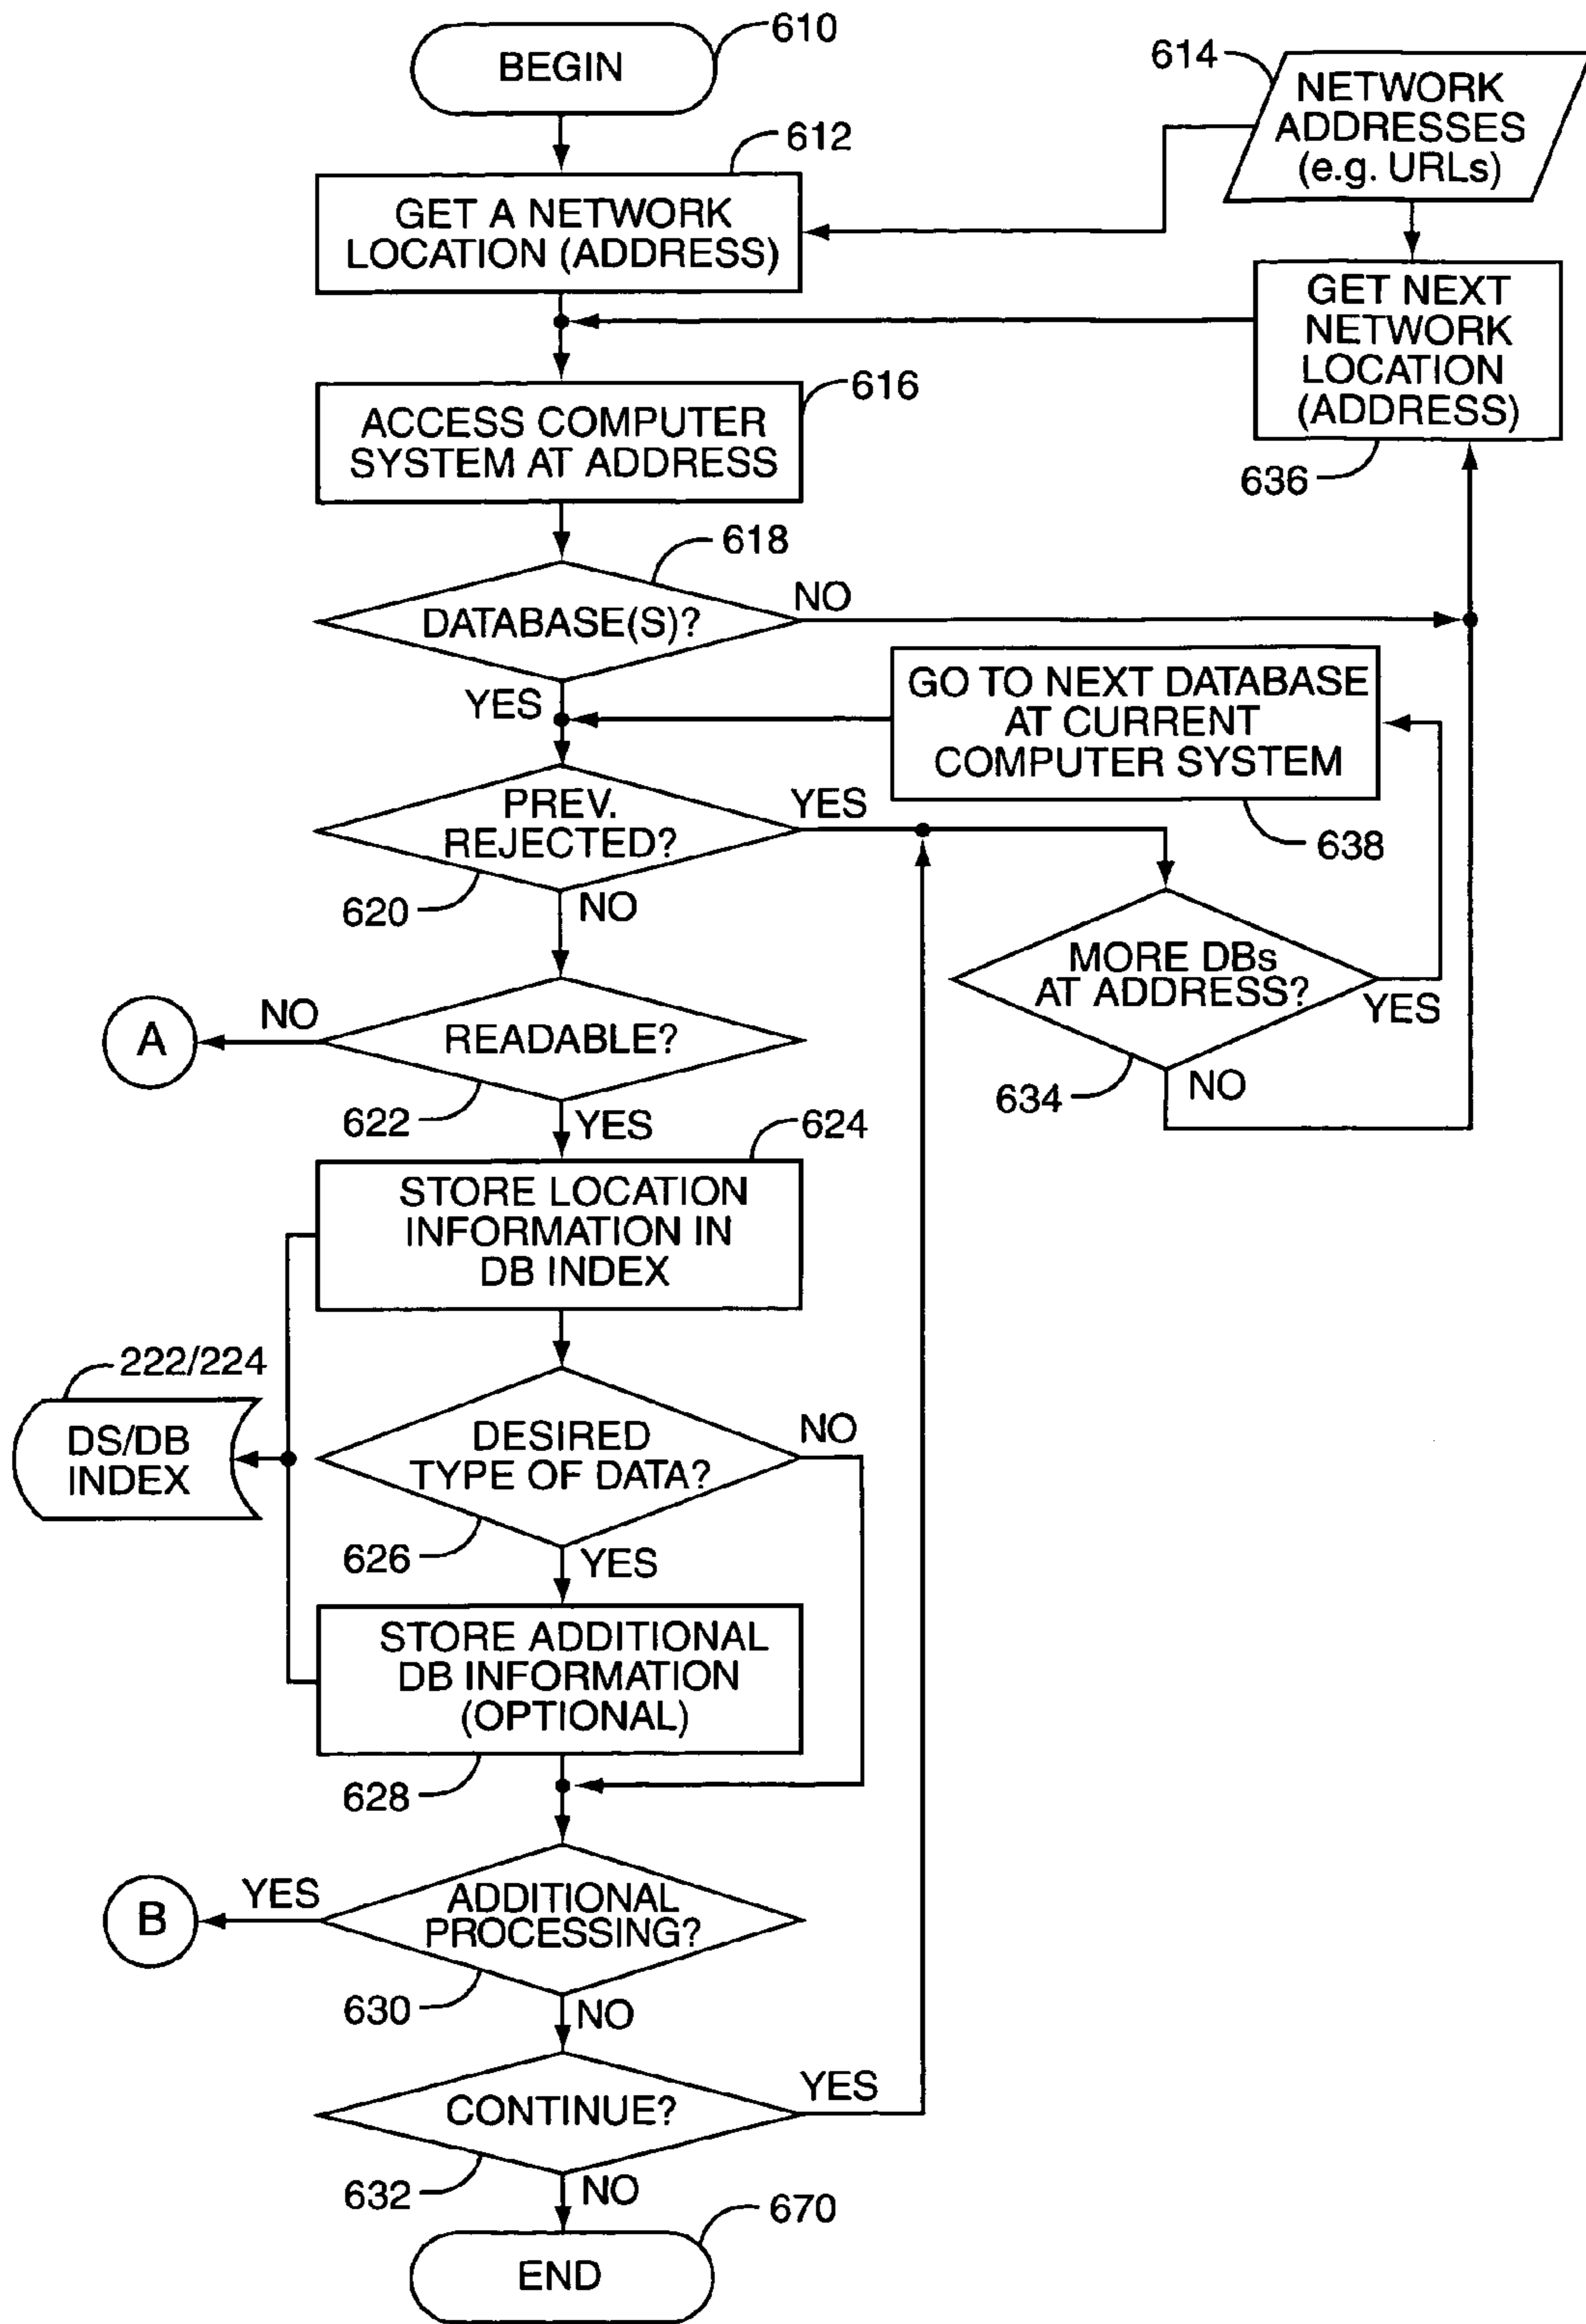 BEGIN
610
614
NETWORK
ADDRESSES
(e.g. URLs)
612
GET A NETWORK
LOCATION (ADDRESS)
GET NEXT
NETWORK
LOCATION
(ADDRESS)
636
616
ACCESS COMPUTER
SYSTEM AT ADDRESS
618
DATABASE(S)?
NO
YES
GO TO NEXT DATABASE
AT CURRENT
COMPUTER SYSTEM
638
PREV.
REJECTED?
YES
620
NO
MORE DBs
AT ADDRESS?
YES
634
NO
A
NO
READABLE?
622
YES
624
STORE LOCATION
INFORMATION IN
DB INDEX
222/224
DS/DB
INDEX
DESIRED
TYPE OF DATA?
NO
626
YES
STORE ADDITIONAL
DB INFORMATION
(OPTIONAL)
628
B
YES
ADDITIONAL
PROCESSING?
630
NO
CONTINUE?
YES
632
NO
670
END